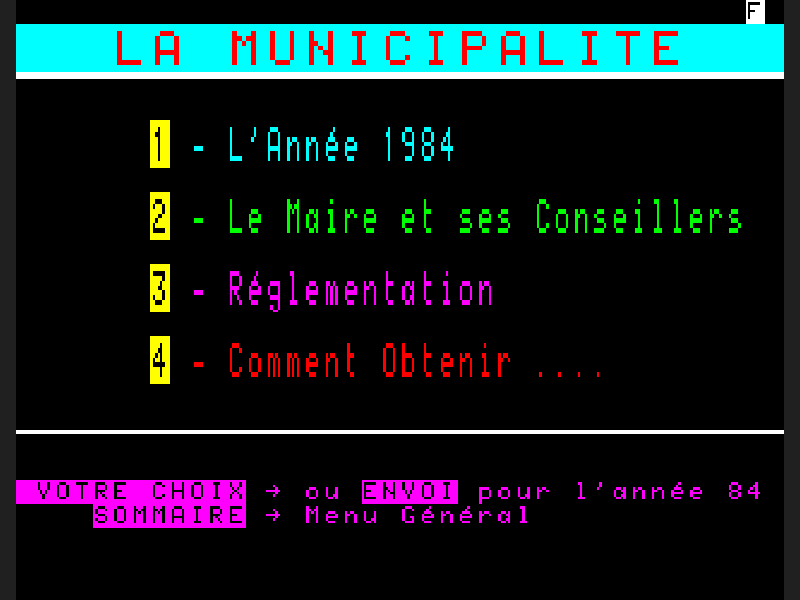 F
LA MUNICIPALITE
1 - L'Année 1984
2 - Le Maire et ses Conseillers
3 - Réglementation
4 - Comment Obtenir ....
VOTRE CHOIX → ou ENVOI pour l'année 84
SOMMAIRE → Menu Général